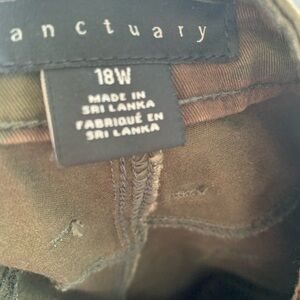 anctuary
18W
MADE IN
SRI LANKA
FABRIQUÉ EN
SRI LANKA